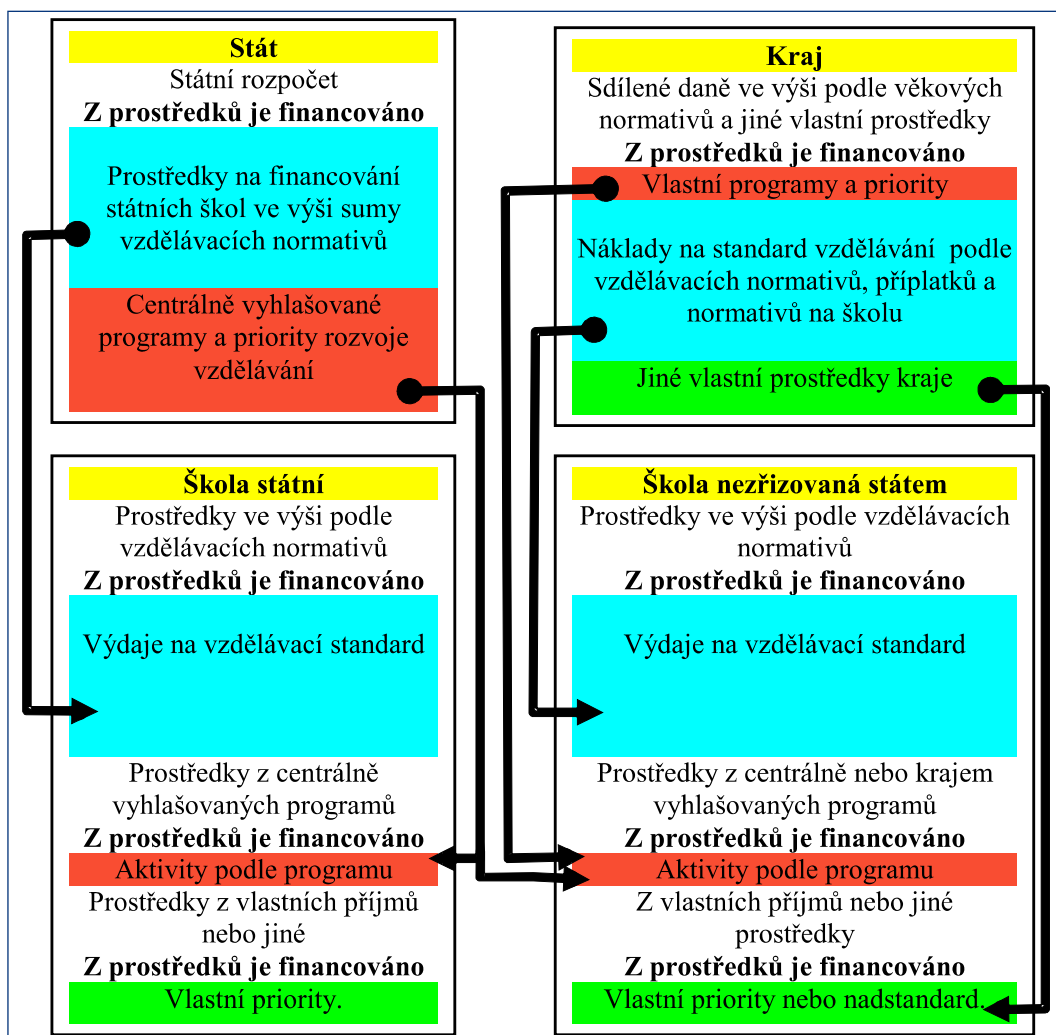 Stát
Státní rozpočet
Z prostředků je financováno
Prostředky na financování
státních škol ve výši sumy
vzdělávacích normativů
Centrálně vyhlašované
programy a priority rozvoje
vzdělávání
Kraj
Sdílené daně ve výši podle věkových
normativů a jiné vlastní prostředky
Z prostředků je financováno
Vlastní programy a priority
Náklady na standard vzdělávání podle
vzdělávacích normativů, příplatků a
normativů na školu
Jiné vlastní prostředky kraje
Škola státní
Prostředky ve výši podle
vzdělávacích normativů
Z prostředků je financováno
Výdaje na vzdělávací standard
Prostředky z centrálně
vyhlašovaných programů
Z prostředků je financováno
Aktivity podle programu
Prostředky z vlastních příjmů
nebo jiné
Z prostředků je financováno
Vlastní priority.
Škola nezřizovaná státem
Prostředky ve výši podle vzdělávacích
normativů
Z prostředků je financováno
Výdaje na vzdělávací standard
Prostředky z centrálně nebo krajem
vyhlašovaných programů
Z prostředků je financováno
Aktivity podle programu
Z vlastních příjmů nebo jiné
prostředky
Z prostředků je financováno
Vlastní priority nebo nadstandard.